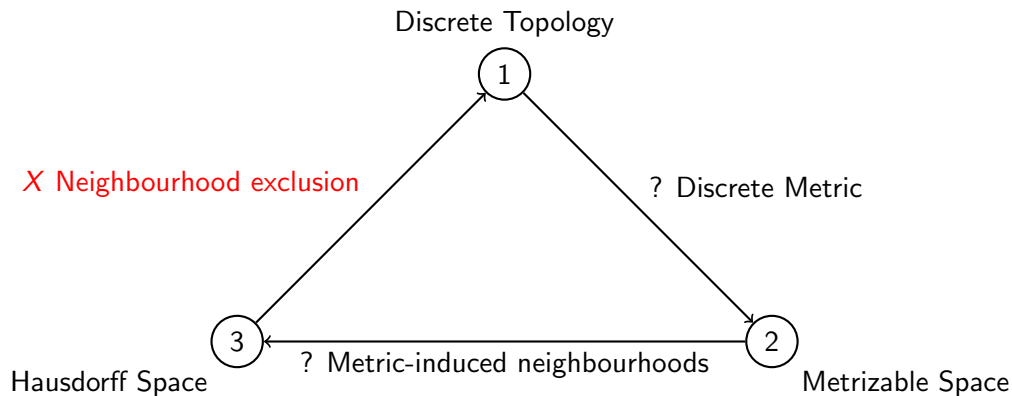 Discrete Topology
1
X Neighbourhood exclusion
? Discrete Metric
3
2
? Metric-induced neighbourhoods
Hausdorff Space
Metrizable Space